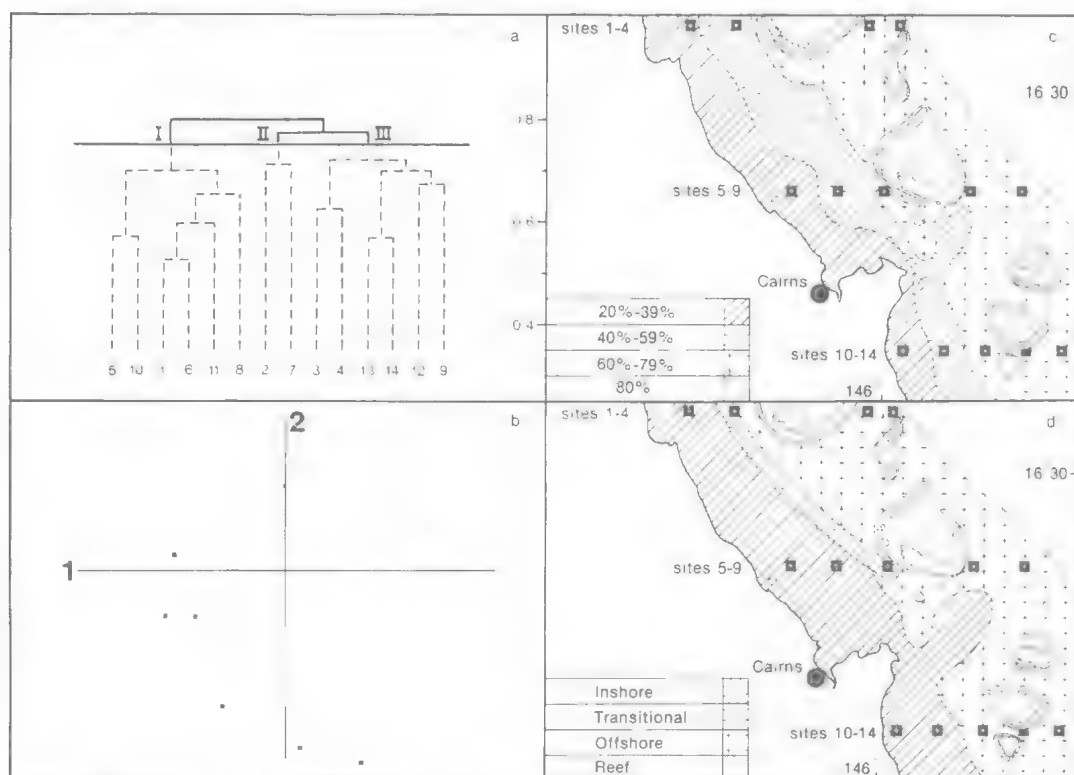 a
I II III
5 10 1 6 11 8 2 7 3 4 13 14 12 9
sites 1-4
c
16 30
0.8
sites 5-9
0.6
Cairns
20%-39%
40%-59%
60%-79%
80%
0.4
sites 10-14
146
b
2
1
sites 1-4
d
16 30
sites 5-9
Cairns
Inshore
Transitional
Offshore
Reef
sites 10-14
146